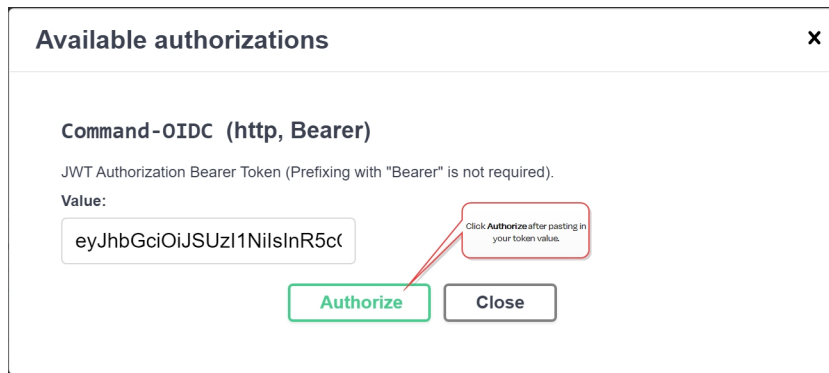 Available authorizations
x
Command-OIDC (http, Bearer)
JWT Authorization Bearer Token (Prefixing with "Bearer" is not required).
Value:
eyJhbGciOiJSUzI1NiIsInR5cC
Click Authorize after pasting in
your token value.
Authorize
Close